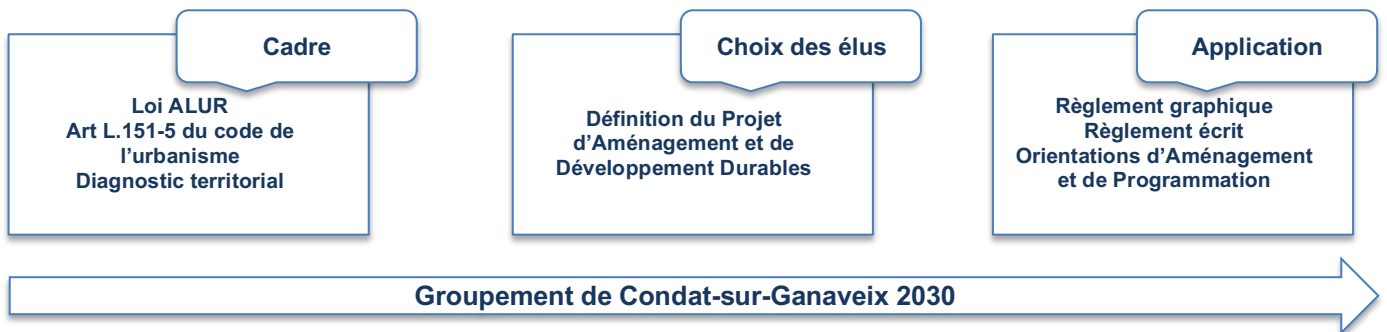 Cadre
Loi ALUR
Art L.151-5 du code de
l’urbanisme
Diagnostic territorial
Choix des élus
Définition du Projet
d’Aménagement et de
Développement Durables
Application
Règlement graphique
Règlement écrit
Orientations d’Aménagement
et de Programmation
Groupement de Condat-sur-Ganaveix 2030